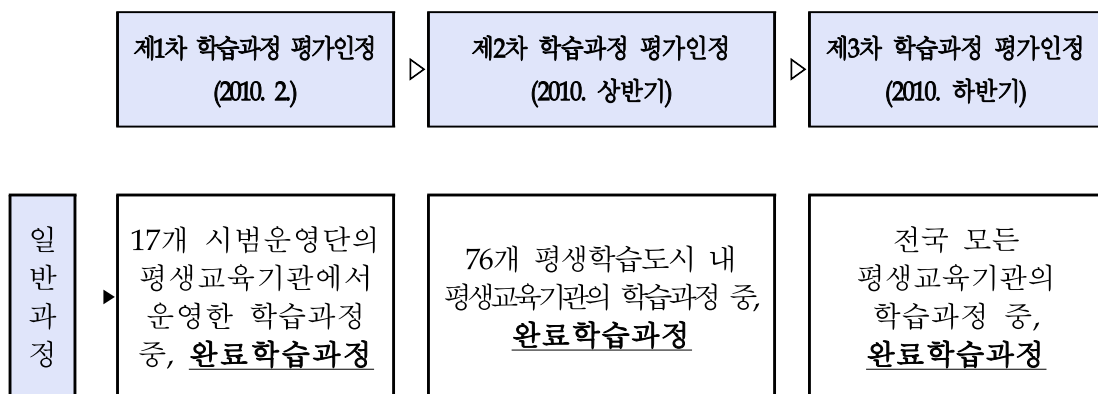 제1차 학습과정 평가인정
(2010. 2.)
제2차 학습과정 평가인정
(2010. 상반기)
제3차 학습과정 평가인정
(2010. 하반기)
일
반
과
정
17개 시범운영단의
평생교육기관에서
운영한 학습과정
중, 완료학습과정
76개 평생학습도시 내
평생교육기관의 학습과정 중,
완료학습과정
전국 모든
평생교육기관의
학습과정 중,
완료학습과정